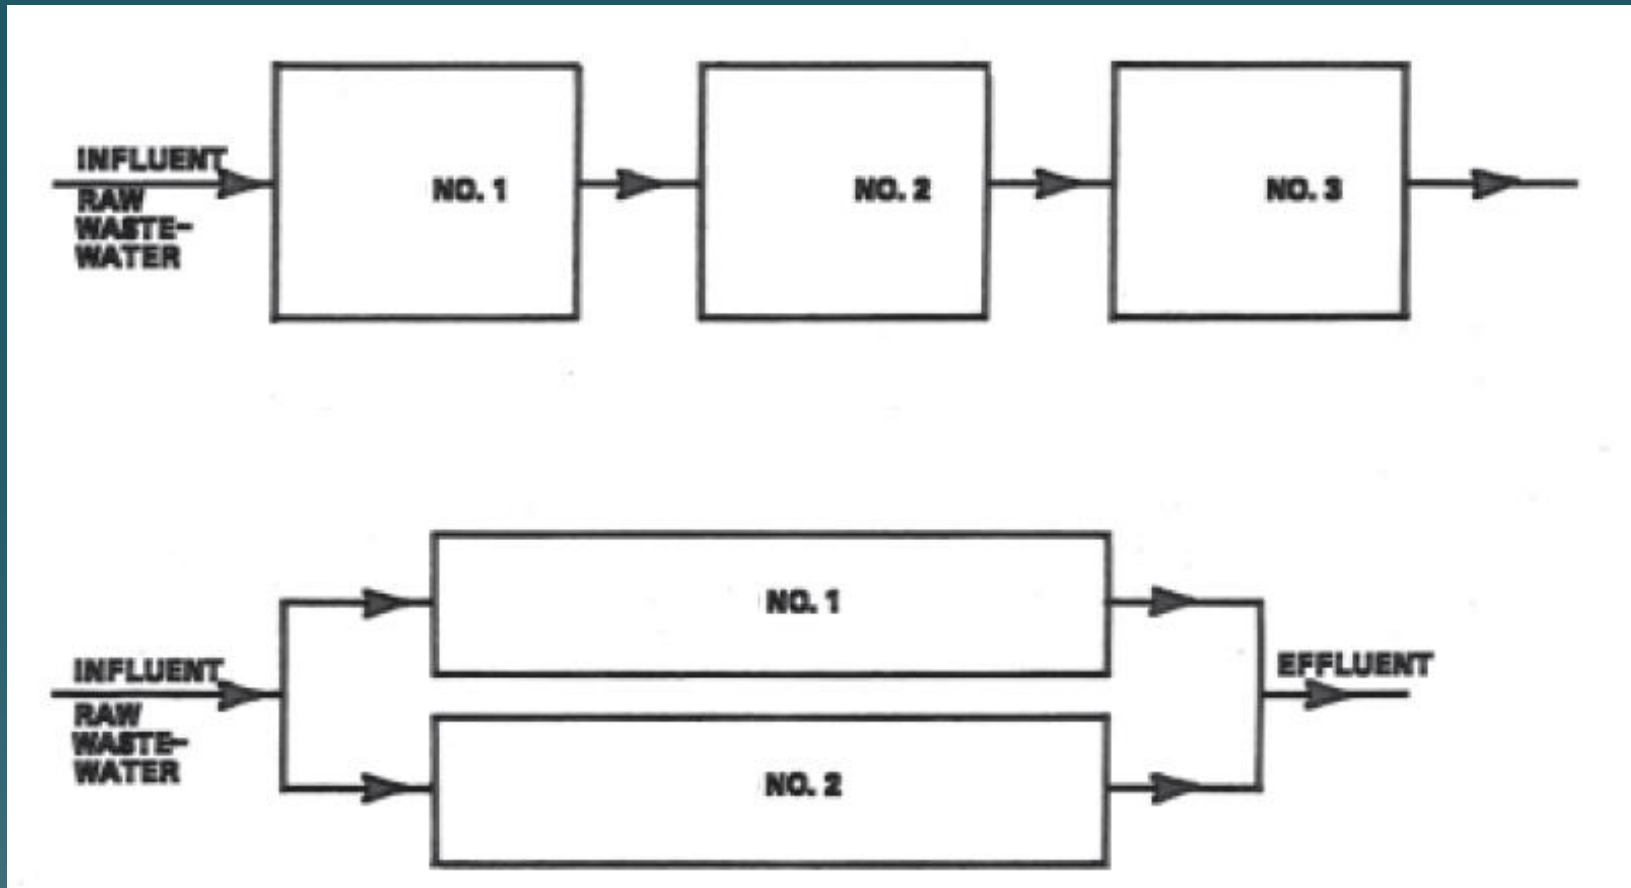 INFLUENT
RAW
WASTE-
WATER
NO. 1
NO. 2
NO. 3
INFLUENT
RAW
WASTE-
WATER
NO. 1
NO. 2
EFFLUENT